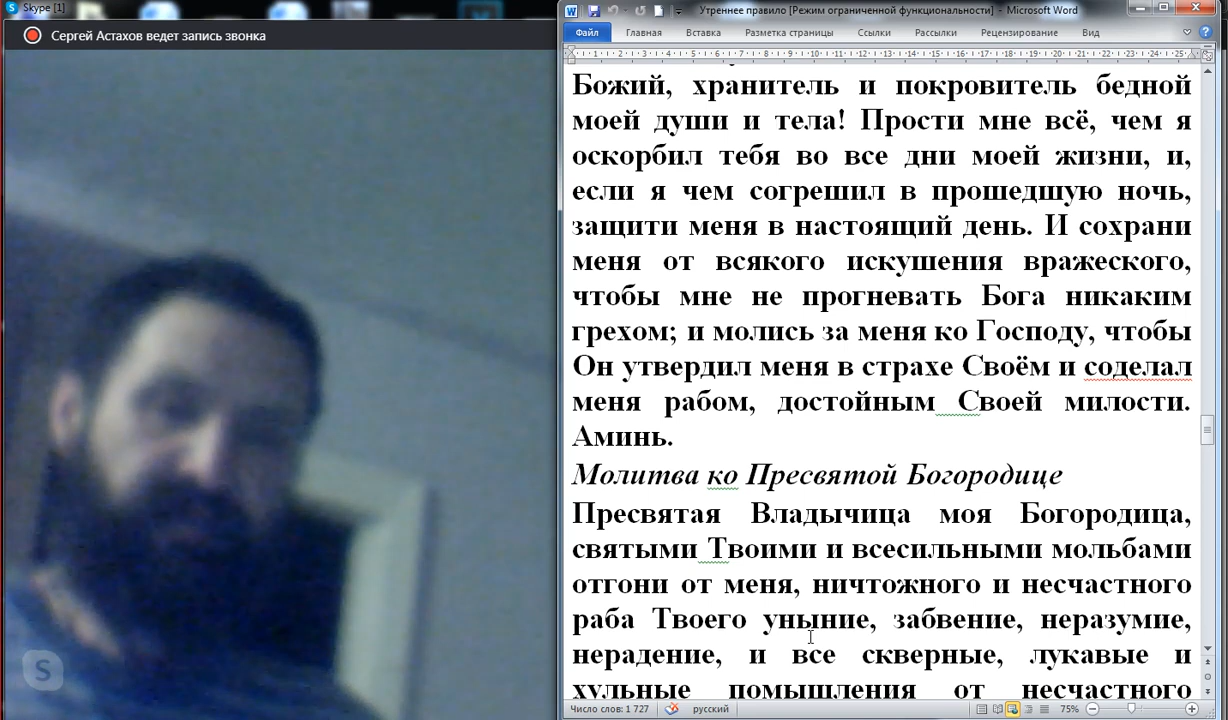 Skype [1]
Сергей Астахов ведет запись звонка
Утреннее правило [Режим ограниченной функциональности] - Microsoft Word
Файл Главная Вставка Разметка страницы Ссылки Рассылки Рецензирование Вид
Божий, хранитель и покровитель бедной
моей души и тела! Прости мне всё, чем я
оскорбил тебя во все дни моей жизни, и,
если я чем согрешил в прошедшую ночь,
защити меня в настоящий день. И сохрани
меня от всякого искушения вражеского,
чтобы мне не прогневать Бога никаким
грехом; и молись за меня ко Господу, чтобы
Он утвердил меня в страхе Своём и соделал
меня рабом, достойным Своей милости.
Аминь.
Молитва ко Пресвятой Богородице
Пресвятая Владычица моя Богородица,
святыми Твоими и всесильными мольбами
отгони от меня, ничтожного и несчастного
раба Твоего уныние, забвение, неразумие,
нерадение, и все скверные, лукавые и
хульные помышления от несчастного
Число слов: 1 727 русский 75%